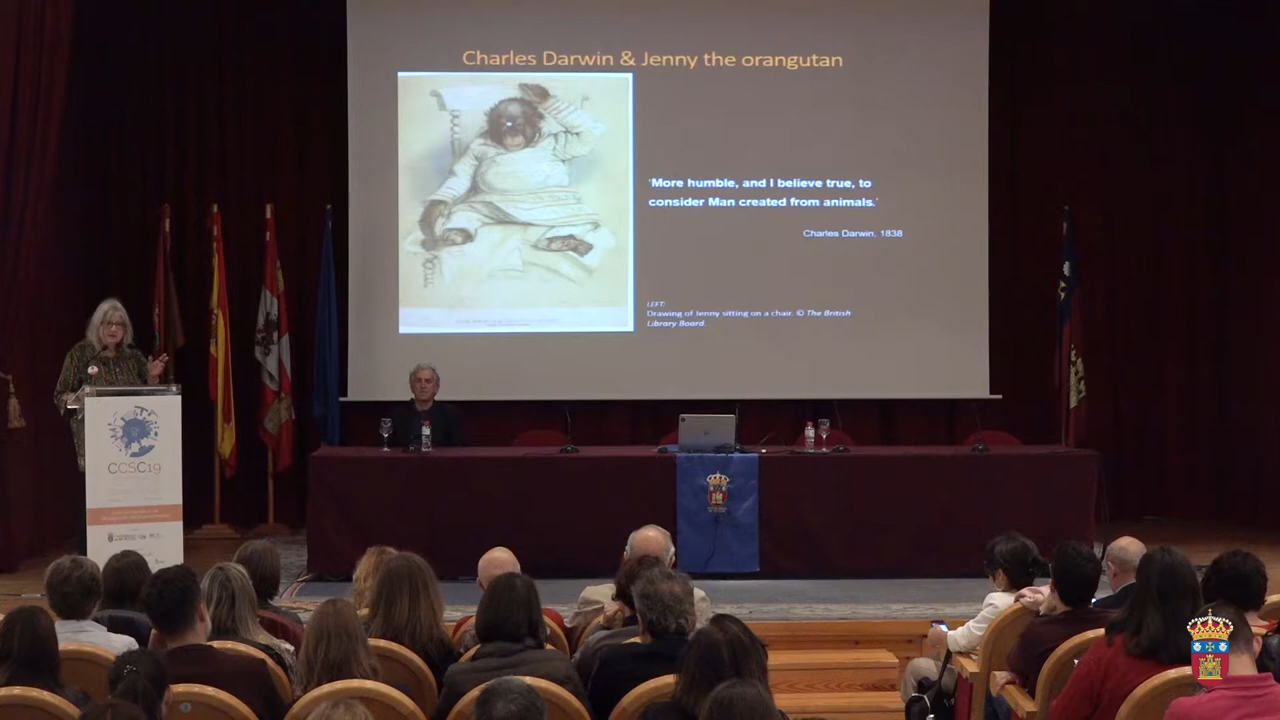 Charles Darwin & Jenny the orangutan
'More humble, and I believe true, to
consider Man created from animals.'
Charles Darwin, 1838
LEFT:
Drawing of Jenny sitting on a chair. © The British
Library Board.
CCSC19